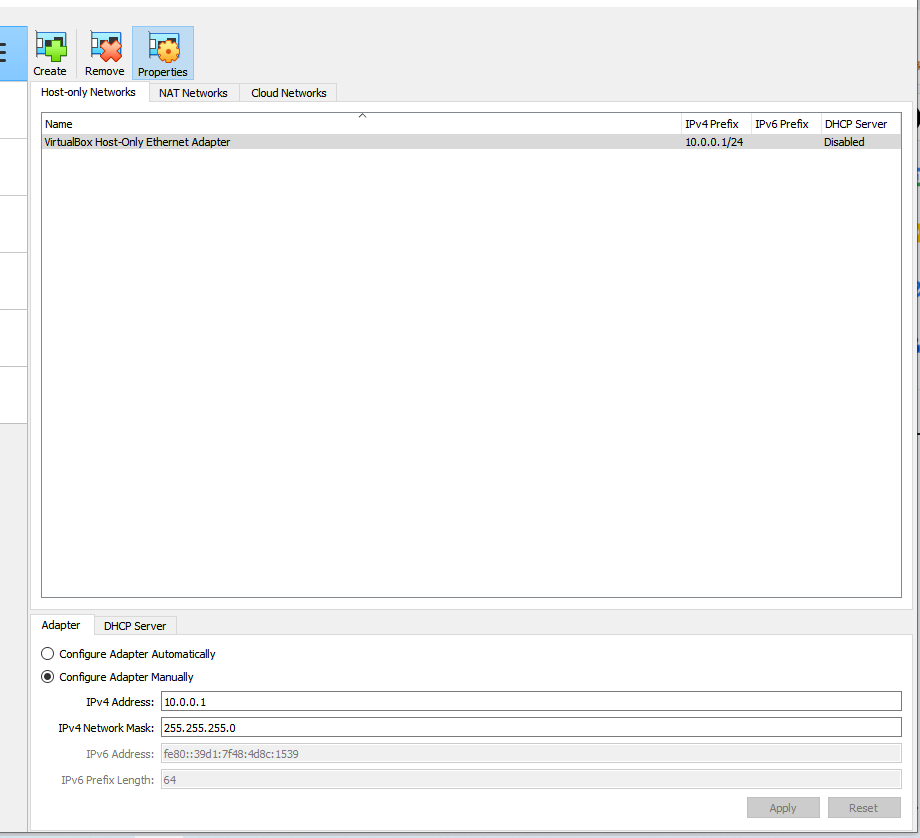 Create Remove Properties
Host-only Networks NAT Networks Cloud Networks
Name IPv4 Prefix IPv6 Prefix DHCP Server
VirtualBox Host-Only Ethernet Adapter 10.0.0.1/24 Disabled
Adapter DHCP Server
Configure Adapter Automatically
Configure Adapter Manually
IPv4 Address: 10.0.0.1
IPv4 Network Mask: 255.255.255.0
IPv6 Address: fe80::39d1:7f48:4d8c:1539
IPv6 Prefix Length: 64
Apply Reset